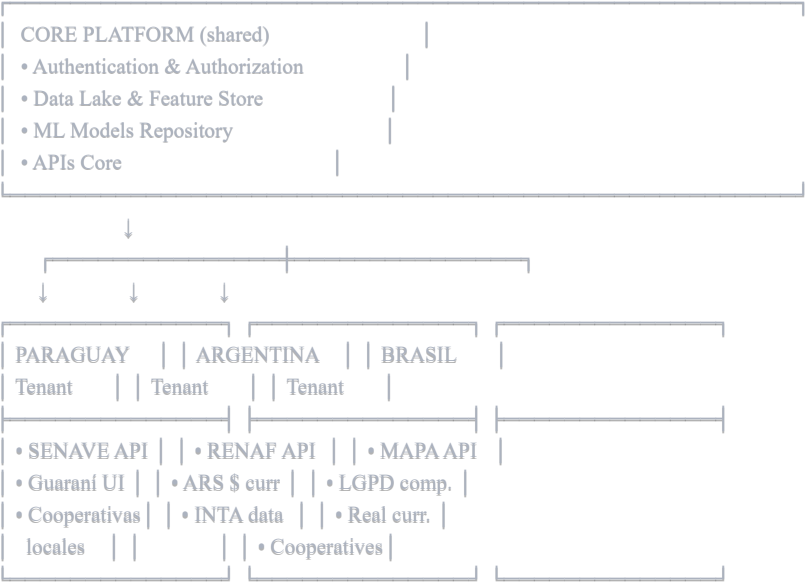 CORE PLATFORM (shared)
• Authentication & Authorization
• Data Lake & Feature Store
• ML Models Repository
• APIs Core
↓
↓ ↓ ↓
PARAGUAY | | ARGENTINA | | BRASIL
Tenant | | Tenant | | Tenant
• SENAVE API | | • RENAF API | | • MAPA API
• Guaraní UI | | • ARS $ curr | | • LGPD comp.
• Cooperativas | | • INTA data | | • Real curr.
locales | | | | • Cooperatives